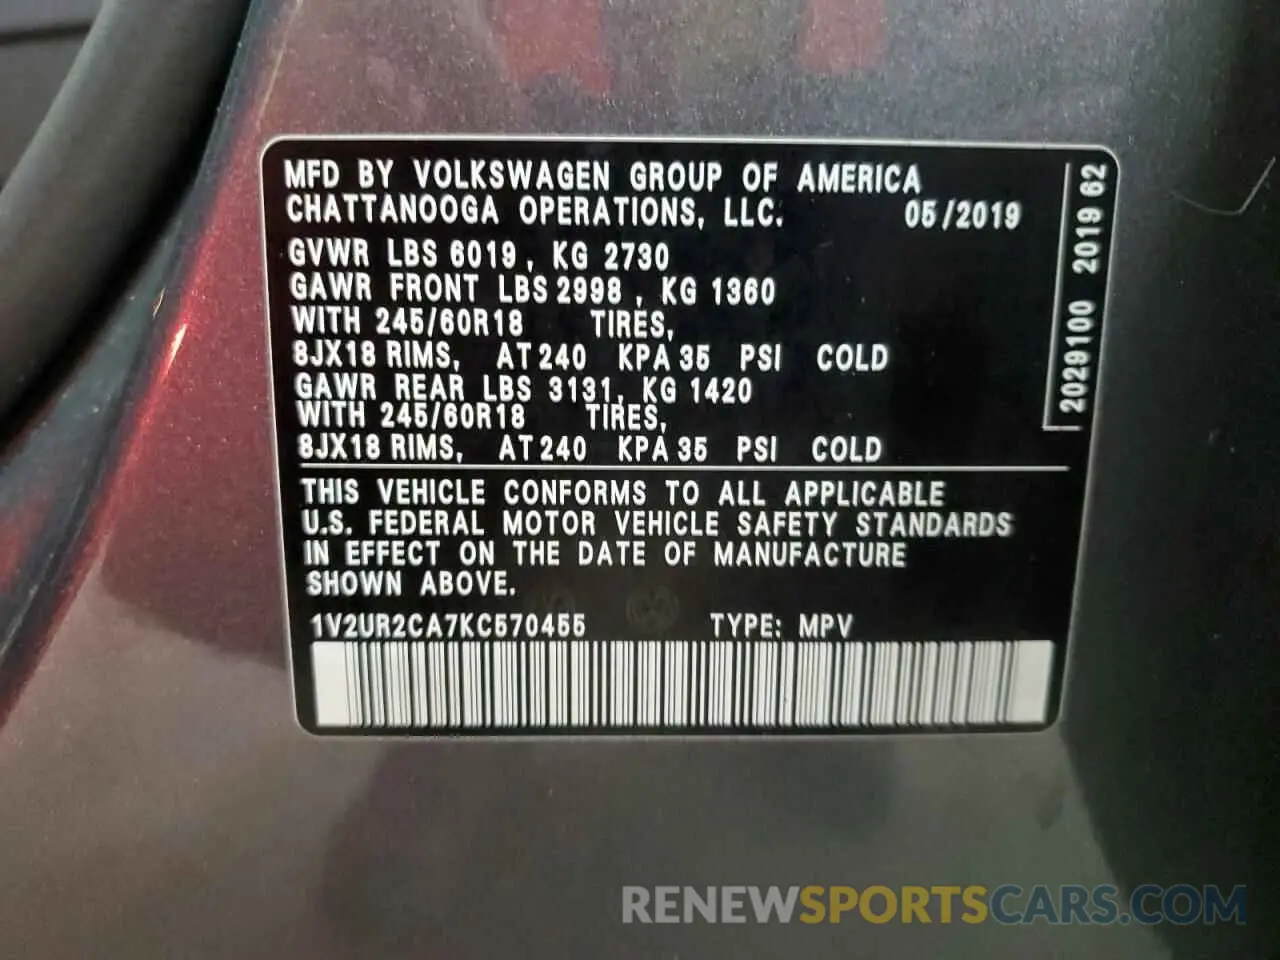 MFD BY VOLKSWAGEN GROUP OF AMERICA
CHATTANOOGA OPERATIONS, LLC. 05/2019
GVWR LBS 6019, KG 2730
GAWR FRONT LBS 2998, KG 1360
WITH 245/60R18 TIRES,
8JX18 RIMS, AT 240 KPA 35 PSI COLD
GAWR REAR LBS 3131, KG 1420
WITH 245/60R18 TIRES,
8JX18 RIMS, AT 240 KPA 35 PSI COLD
2029100 2019 62
THIS VEHICLE CONFORMS TO ALL APPLICABLE
U.S. FEDERAL MOTOR VEHICLE SAFETY STANDARDS
IN EFFECT ON THE DATE OF MANUFACTURE
SHOWN ABOVE.
1V2UR2CA7KC570455 TYPE: MPV
RENEWSPORTSCARS.COM